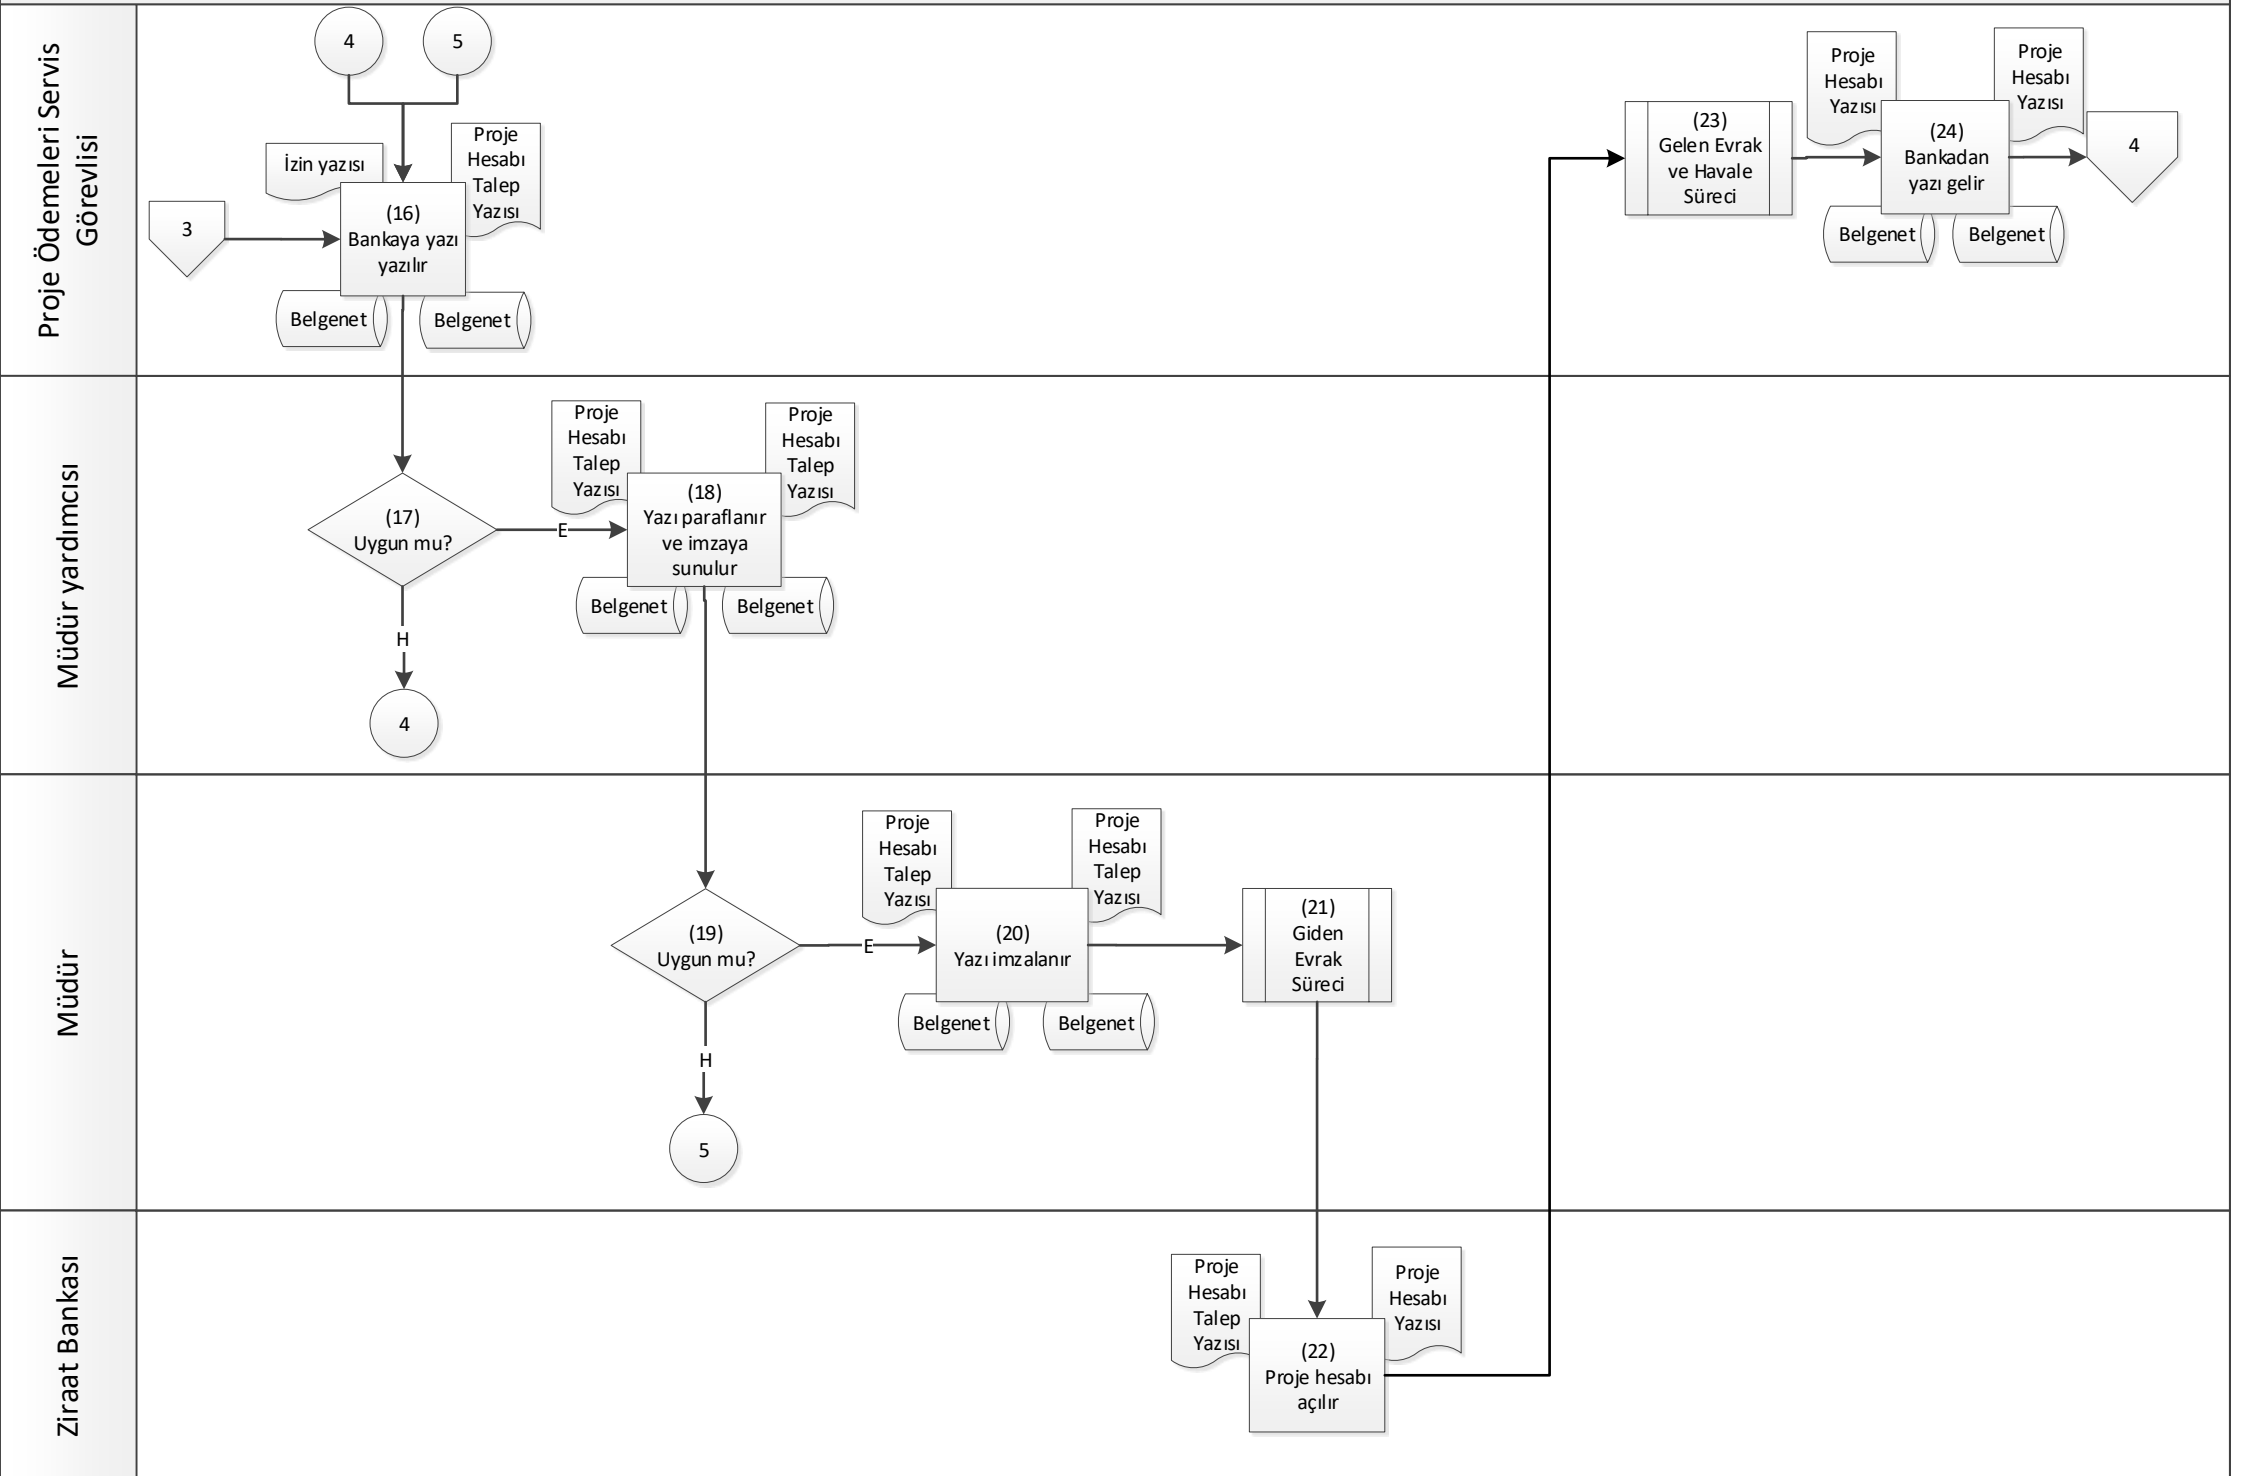 Proje Ödemeleri Servis
Görevlisi
4
5
İzin yazısı
Proje
Hesabı
Talep
Yazısı
3
(16)
Bankaya yazı
yazılır
Belgenet
Belgenet
(23)
Gelen Evrak
ve Havale
Süreci
Proje
Hesabı
Yazısı
(24)
Bankadan
yazı gelir
Proje
Hesabı
Yazısı
4
Belgenet
Belgenet
Müdür yardımcısı
(17)
Uygun mu?
E
H
4
Proje
Hesabı
Talep
Yazısı
(18)
Yazı paraflanır
ve imzaya
sunulur
Proje
Hesabı
Talep
Yazısı
Belgenet
Belgenet
Müdür
(19)
Uygun mu?
E
H
5
Proje
Hesabı
Talep
Yazısı
(20)
Yazı imzalanır
Proje
Hesabı
Talep
Yazısı
Belgenet
Belgenet
(21)
Giden
Evrak
Süreci
Ziraat Bankası
Proje
Hesabı
Talep
Yazısı
(22)
Proje hesabı
açılır
Proje
Hesabı
Yazısı